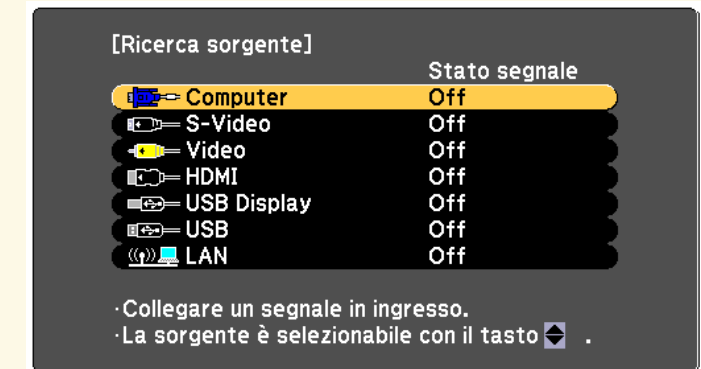 [Ricerca sorgente]
Stato segnale
Computer Off
S-Video Off
Video Off
HDMI Off
USB Display Off
USB Off
LAN Off
·Collegare un segnale in ingresso.
·La sorgente è selezionabile con il tasto .